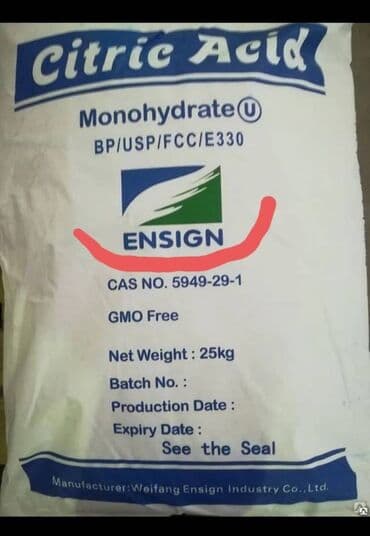 Citric Acid
Monohydrate Ⓤ
BP/USP/FCC/E330
ENSIGN
CAS NO. 5949-29-1
GMO Free
Net Weight : 25kg
Batch No. :
Production Date :
Expiry Date :
See the Seal
Manufacturer:Weifang Ensign Industry Co.,Ltd.